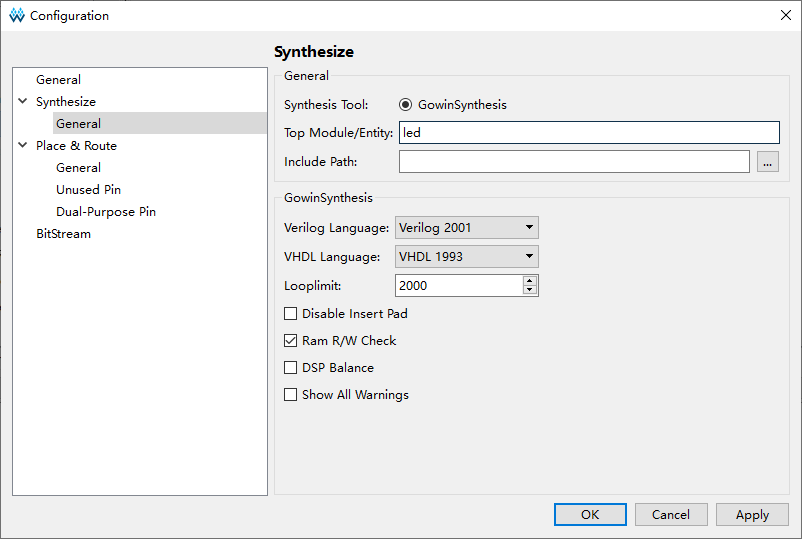 Configuration
General
Synthesize
General
Place & Route
General
Unused Pin
Dual-Purpose Pin
BitStream
Synthesize
General
Synthesis Tool: GowinSynthesis
Top Module/Entity: led
Include Path: ...
GowinSynthesis
Verilog Language: Verilog 2001
VHDL Language: VHDL 1993
Looplimit: 2000
Disable Insert Pad
Ram R/W Check
DSP Balance
Show All Warnings
OK Cancel Apply